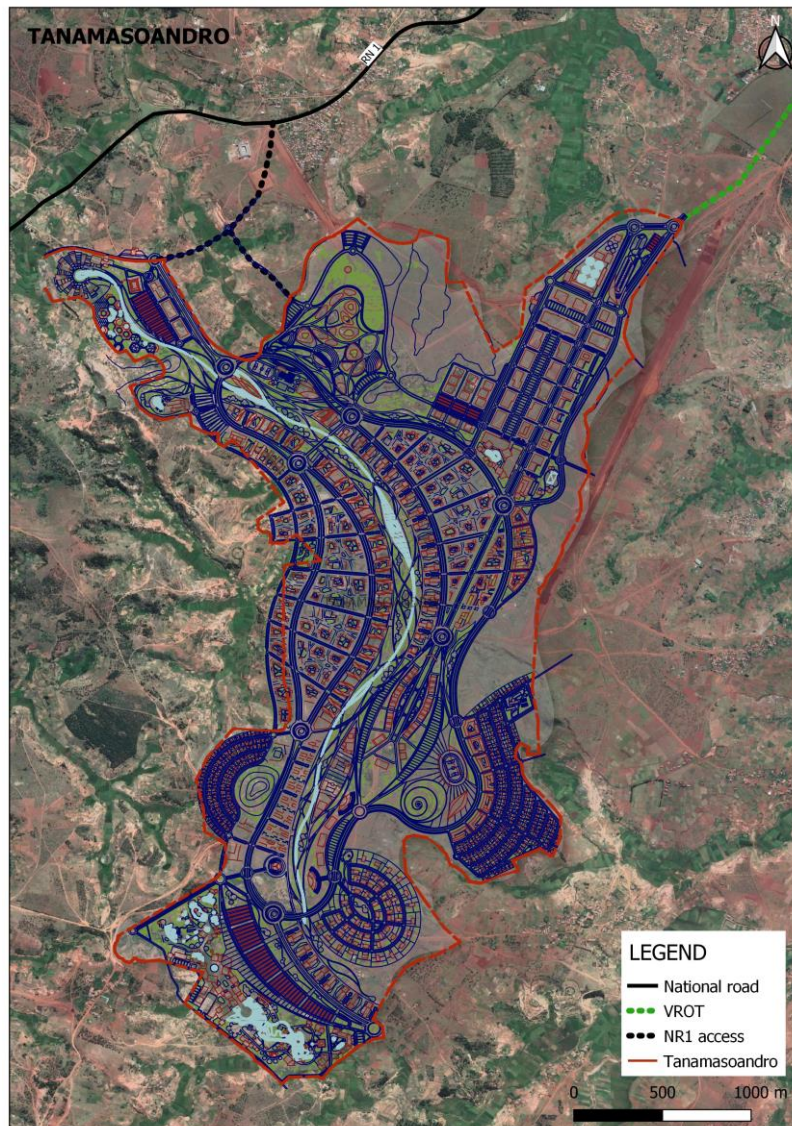 TANAMASOANDRO
RN 1
N
LEGEND
National road
VROT
NR1 access
Tanamasoandro
0 500 1000 m